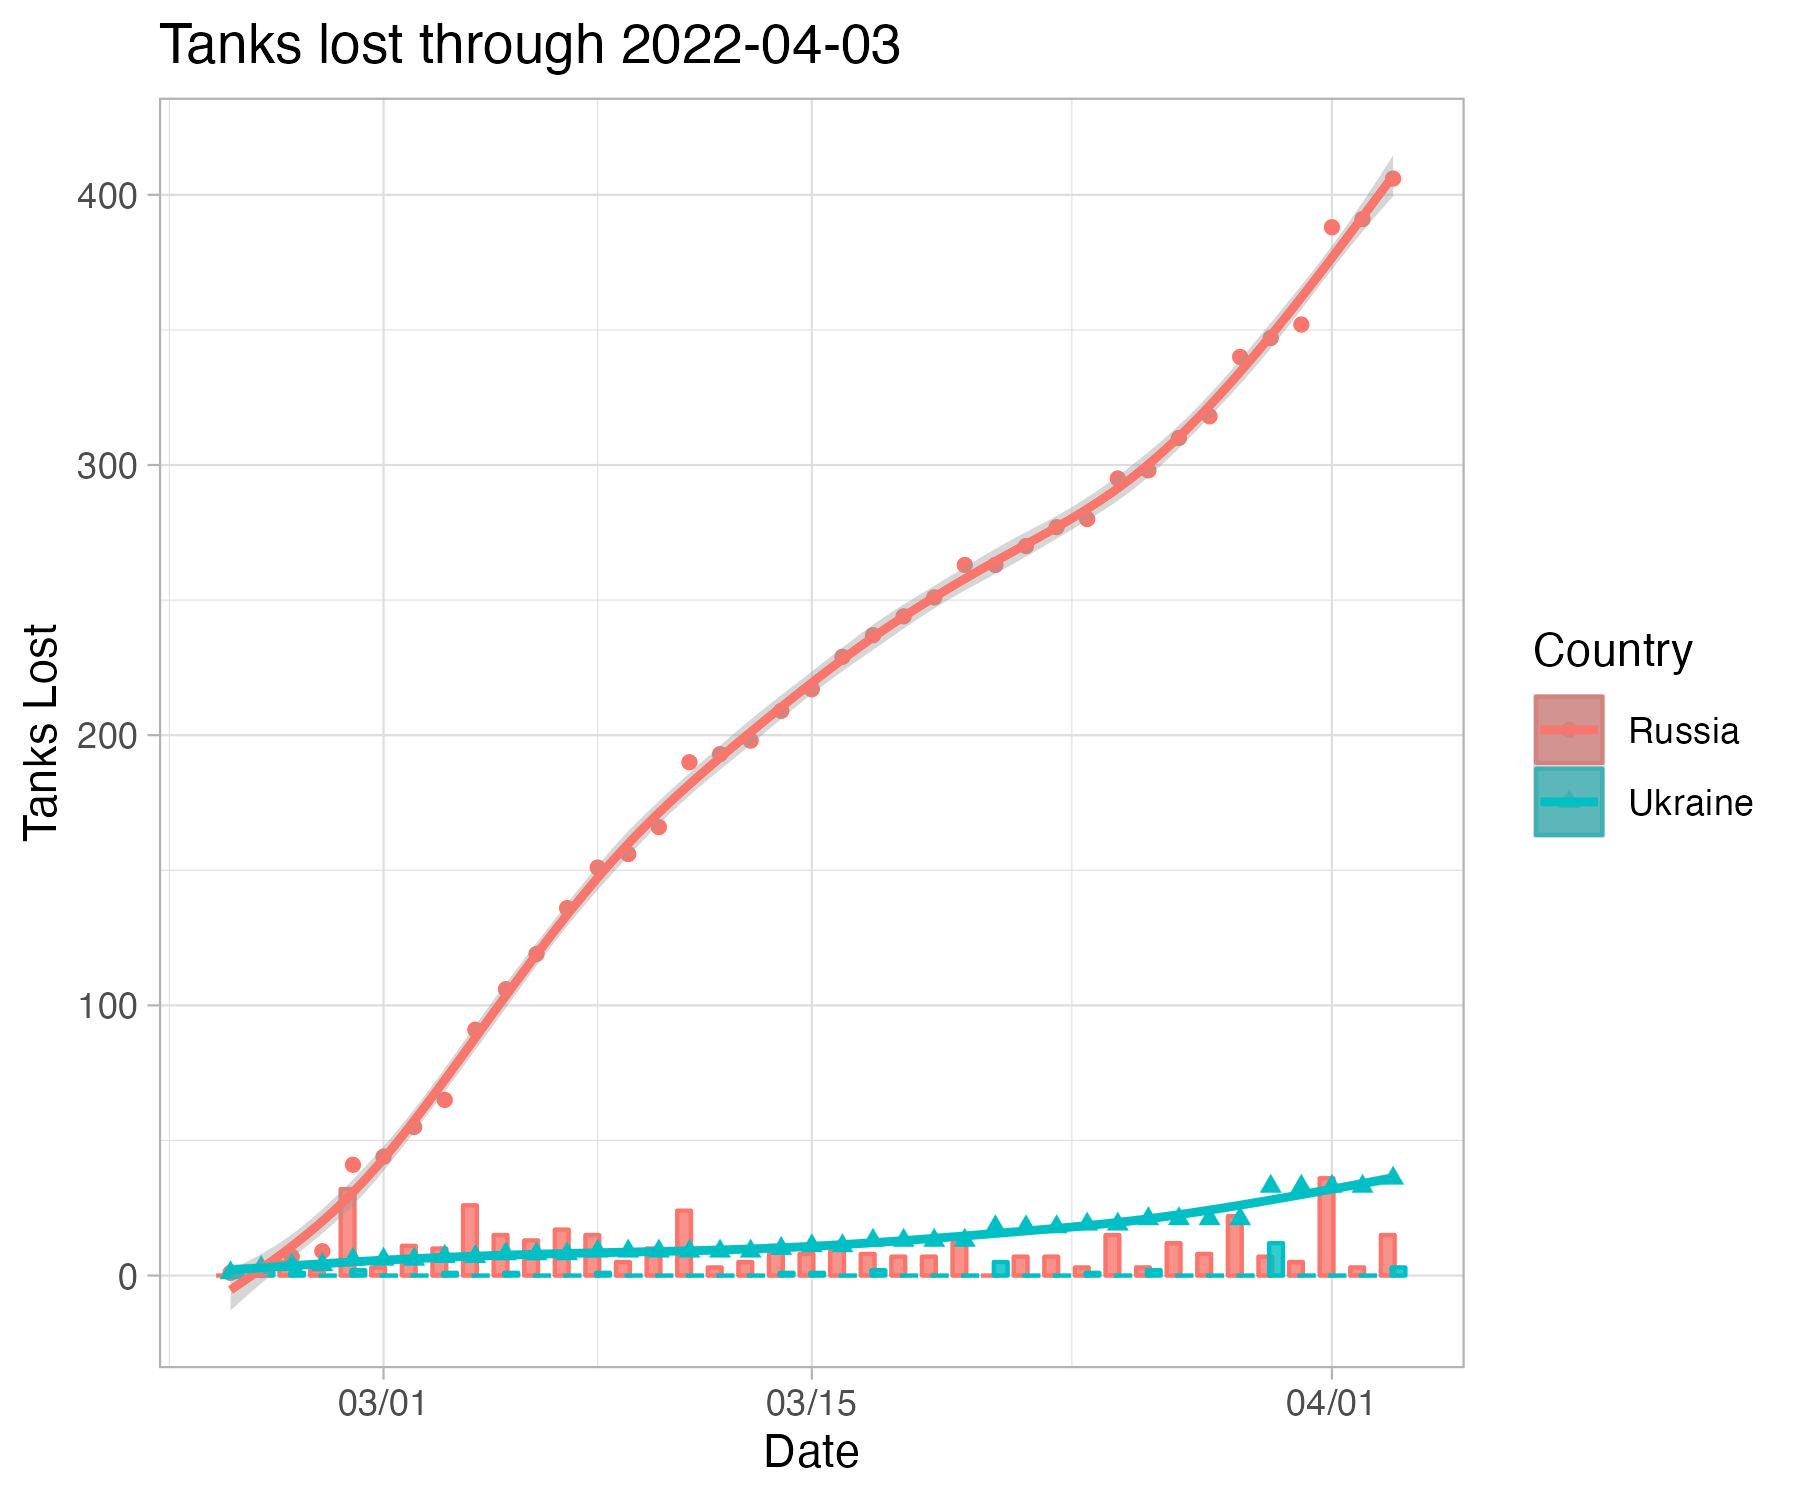 Tanks lost through 2022-04-03
Tanks Lost
400
300
200
100
0
03/01
03/15
04/01
Date
Country
Russia
Ukraine